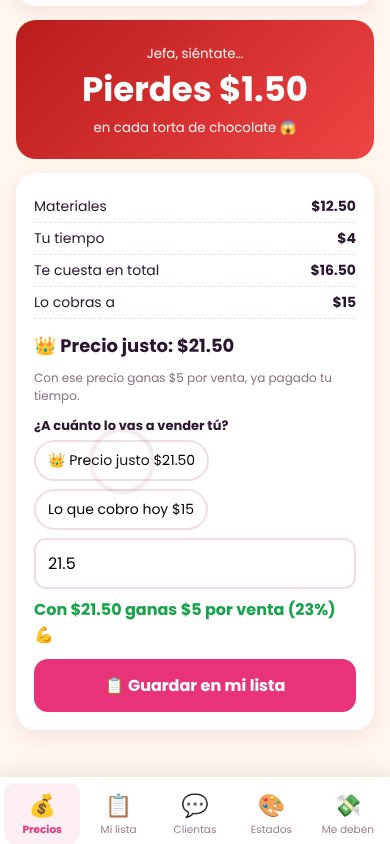 Jefa, siéntate...
Pierdes $1.50
en cada torta de chocolate 😱
Materiales $12.50
Tu tiempo $4
Te cuesta en total $16.50
Lo cobras a $15
👑 Precio justo: $21.50
Con ese precio ganas $5 por venta, ya pagado tu
tiempo.
¿A cuánto lo vas a vender tú?
👑 Precio justo $21.50
Lo que cobro hoy $15
21.5
Con $21.50 ganas $5 por venta (23%)
💪
📋 Guardar en mi lista
Precios Mi lista Clientas Estados Me deben